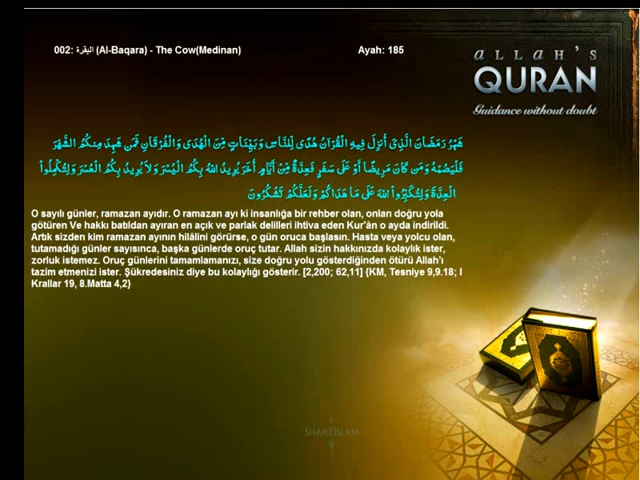 002: البقرة (Al-Baqara) - The Cow(Medinan) Ayah: 185
ALLAH'S
QURAN
Guidance without doubt
شَهْرُ رَمَضَانَ الَّذِيَ أُنزِلَ فِيهِ الْقُرْآنُ هُدًى لِّلنَّاسِ وَبَيِّنَاتٍ مِّنَ الْهُدَى وَالْفُرْقَانِ فَمَن شَهِدَ مِنكُمُ الشَّهْرَ
فَلْيَصُمْهُ وَمَن كَانَ مَرِيضًا أَوْ عَلَى سَفَرٍ فَعِدَّةٌ مِّنْ أَيَّامٍ أُخَرَ يُرِيدُ اللّهُ بِكُمُ الْيُسْرَ وَلاَ يُرِيدُ بِكُمُ الْعُسْرَ وَلِتُكْمِلُواْ
الْعِدَّةَ وَلِتُكَبِّرُواْ اللّهَ عَلَى مَا هَدَاكُمْ وَلَعَلَّكُمْ تَشْكُرُونَ
O sayılı günler, ramazan ayıdır. O ramazan ayı ki insanlığa bir rehber olan, onları doğru yola
götüren Ve hakkı batıldan ayıran en açık ve parlak delilleri ihtiva eden Kur'ân o ayda indirildi.
Artık sizden kim ramazan ayının hilâlini görürse, o gün oruca başlasın. Hasta veya yolcu olan,
tutamadığı günler sayısınca, başka günlerde oruç tutar. Allah sizin hakkınızda kolaylık ister,
zorluk istemez. Oruç günlerini tamamlamanızı, size doğru yolu gösterdiğinden ötürü Allah'ı
tazim etmenizi ister. Şükredesiniz diye bu kolaylığı gösterir. [2,200; 62,11] {KM, Tesniye 9,9.18; I
Krallar 19, 8.Matta 4,2}
SHAREISLAM